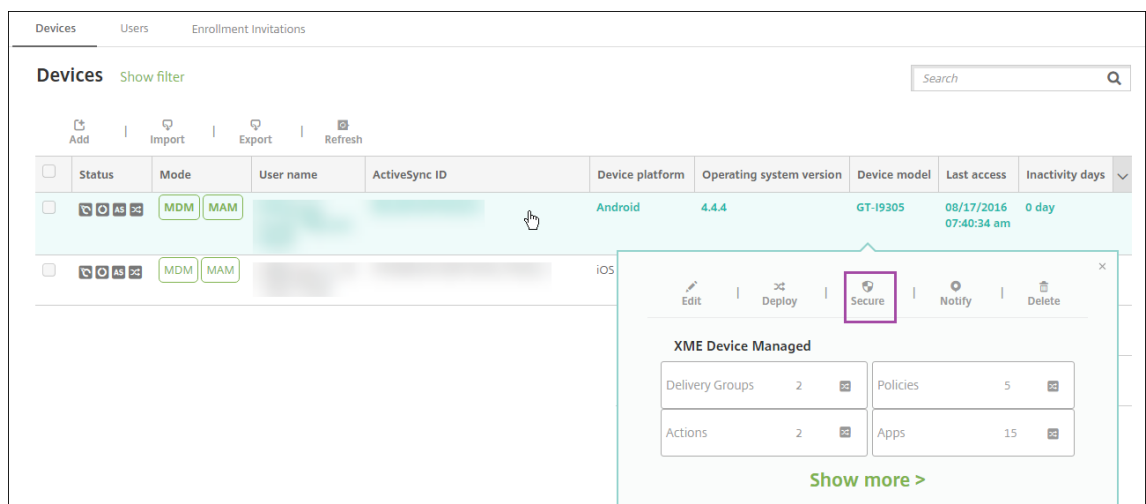 Devices Users Enrollment Invitations
Devices Show filter
Search
Add | Import | Export | Refresh
Status Mode User name ActiveSync ID Device platform Operating system version Device model Last access Inactivity days
AS MDM MAM Android 4.4.4 GT-I9305 08/17/2016 0 day
07:40:34 am
AS MDM MAM iOS
Edit | Deploy | Secure | Notify | Delete
XME Device Managed
Delivery Groups 2 Policies 5
Actions 2 Apps 15
Show more >